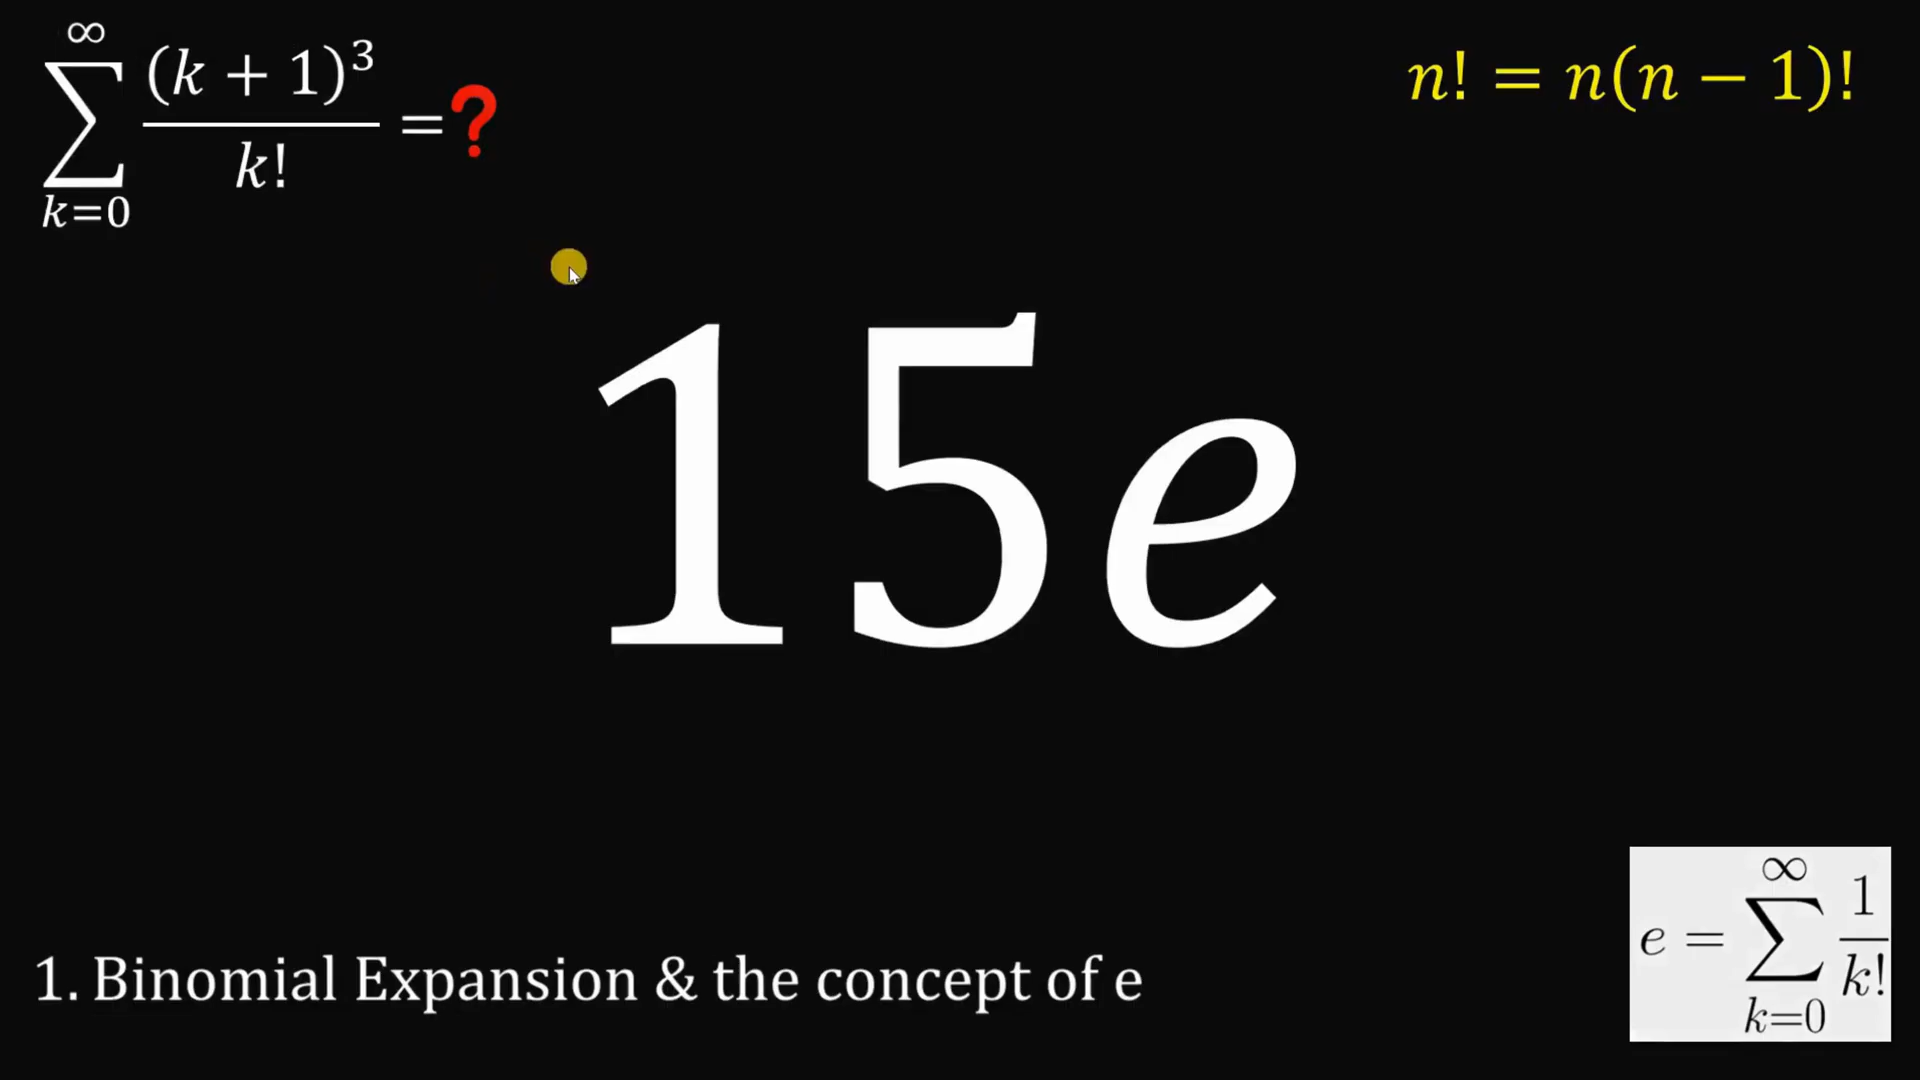 ∑_{k=0}^{∞} (k + 1)³ / k! = ❓
n! = n(n − 1)!
15e
1. Binomial Expansion & the concept of e
e = ∑_{k=0}^{∞} 1 / k!